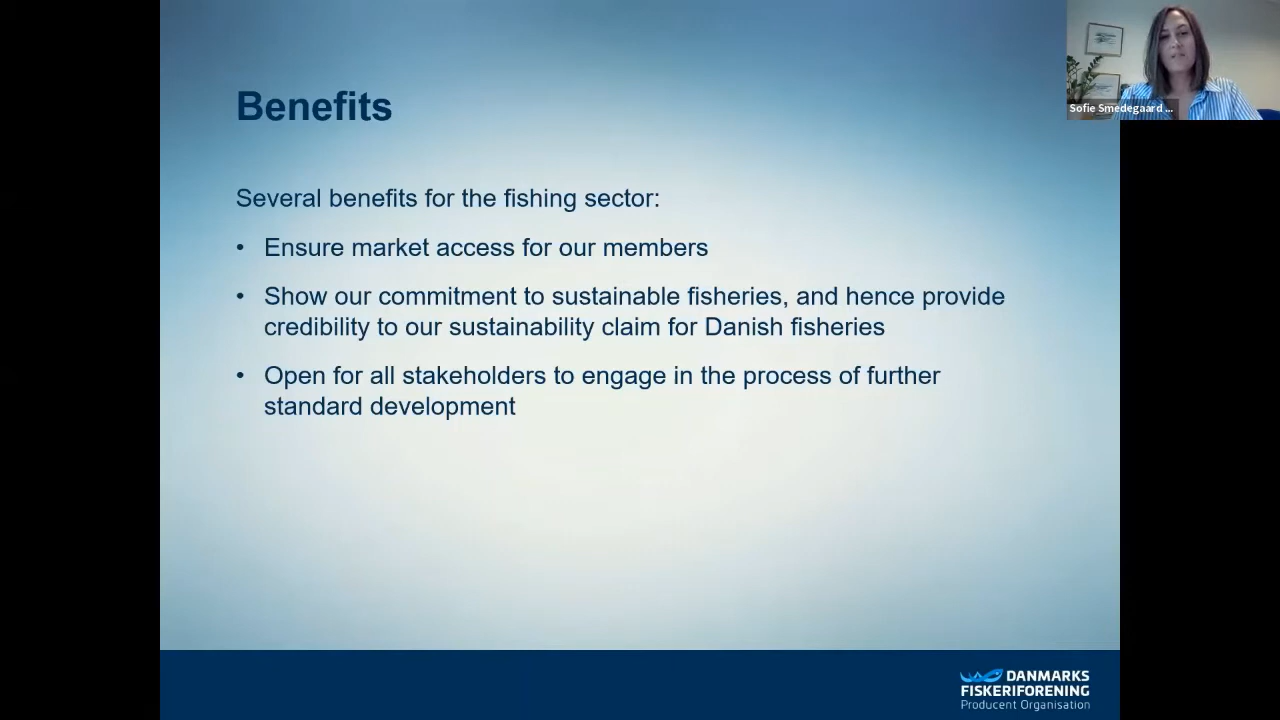 Benefits
Several benefits for the fishing sector:
• Ensure market access for our members
• Show our commitment to sustainable fisheries, and hence provide
credibility to our sustainability claim for Danish fisheries
• Open for all stakeholders to engage in the process of further
standard development
Sofie Smedegaard ...
DANMARKS
FISKERIFORENING
Producent Organisation